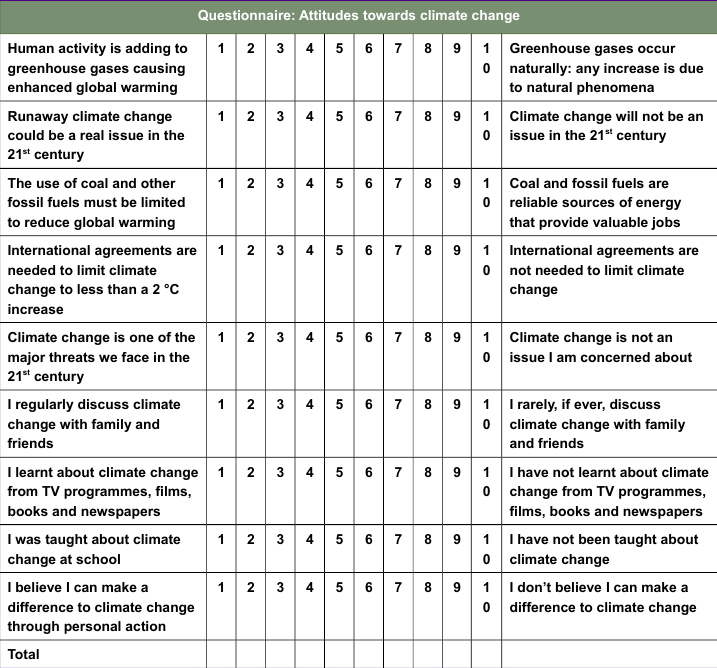 Questionnaire: Attitudes towards climate change
Human activity is adding to greenhouse gases causing enhanced global warming 1 2 3 4 5 6 7 8 9 10 Greenhouse gases occur naturally: any increase is due to natural phenomena
Runaway climate change could be a real issue in the 21st century 1 2 3 4 5 6 7 8 9 10 Climate change will not be an issue in the 21st century
The use of coal and other fossil fuels must be limited to reduce global warming 1 2 3 4 5 6 7 8 9 10 Coal and fossil fuels are reliable sources of energy that provide valuable jobs
International agreements are needed to limit climate change to less than a 2 °C increase 1 2 3 4 5 6 7 8 9 10 International agreements are not needed to limit climate change
Climate change is one of the major threats we face in the 21st century 1 2 3 4 5 6 7 8 9 10 Climate change is not an issue I am concerned about
I regularly discuss climate change with family and friends 1 2 3 4 5 6 7 8 9 10 I rarely, if ever, discuss climate change with family and friends
I learnt about climate change from TV programmes, films, books and newspapers 1 2 3 4 5 6 7 8 9 10 I have not learnt about climate change from TV programmes, films, books and newspapers
I was taught about climate change at school 1 2 3 4 5 6 7 8 9 10 I have not been taught about climate change
I believe I can make a difference to climate change through personal action 1 2 3 4 5 6 7 8 9 10 I don't believe I can make a difference to climate change
Total